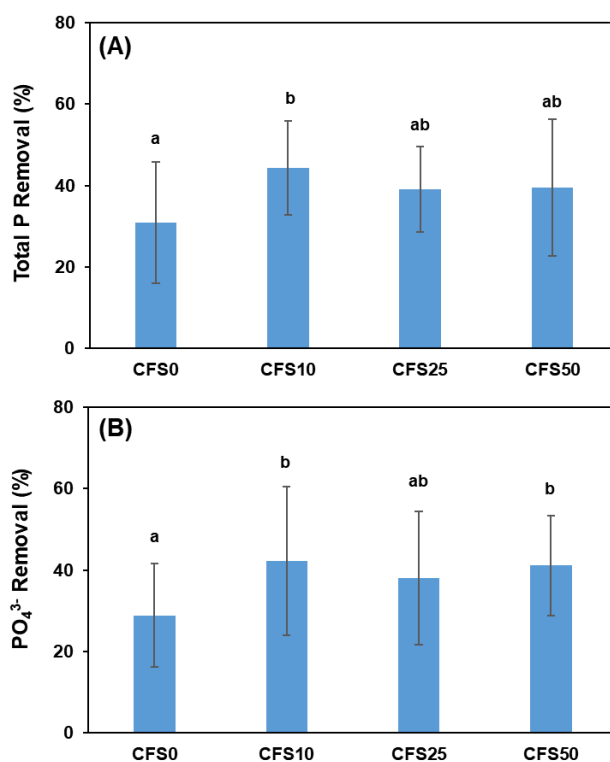 (A)
Total P Removal (%)
80
60
40
20
0
a
b
ab
ab
CFS0 CFS10 CFS25 CFS50
(B)
PO₄³⁻ Removal (%)
80
60
40
20
0
a
b
ab
b
CFS0 CFS10 CFS25 CFS50